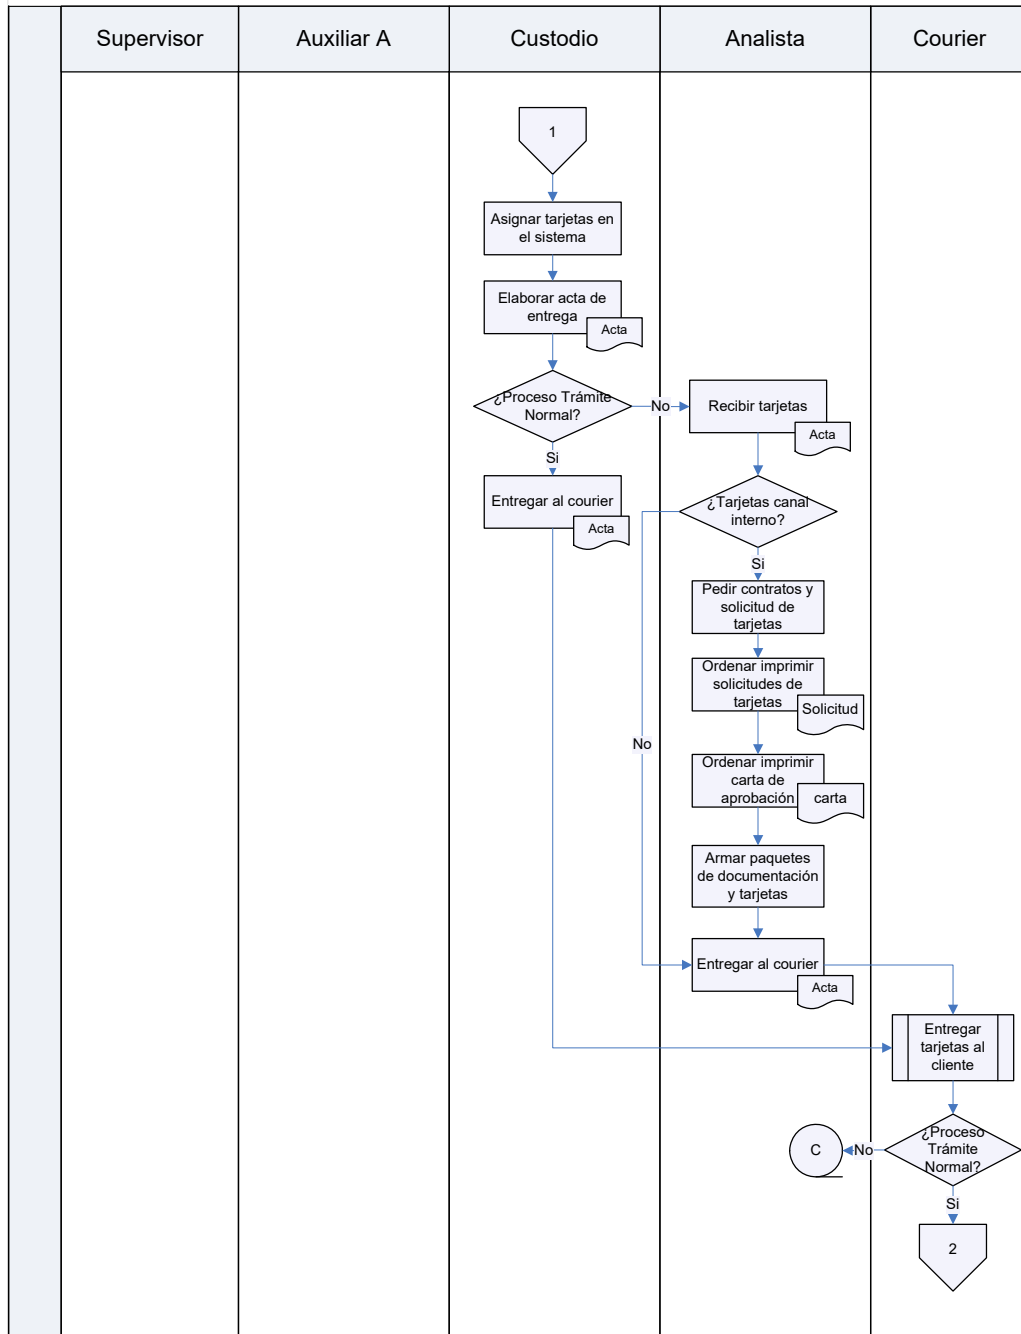 Supervisor
Auxiliar A
Custodio
Analista
Courier
1
Asignar tarjetas en
el sistema
Elaborar acta de
entrega
Acta
¿Proceso Trámite
Normal?
No
Recibir tarjetas
Acta
Si
Entregar al courier
Acta
¿Tarjetas canal
interno?
Si
Pedir contratos y
solicitud de
tarjetas
Ordenar imprimir
solicitudes de
tarjetas
Solicitud
No
Ordenar imprimir
carta de
aprobación
carta
Armar paquetes
de documentación
y tarjetas
Entregar al courier
Acta
Entregar
tarjetas al
cliente
¿Proceso
Trámite
Normal?
No
C
Si
2